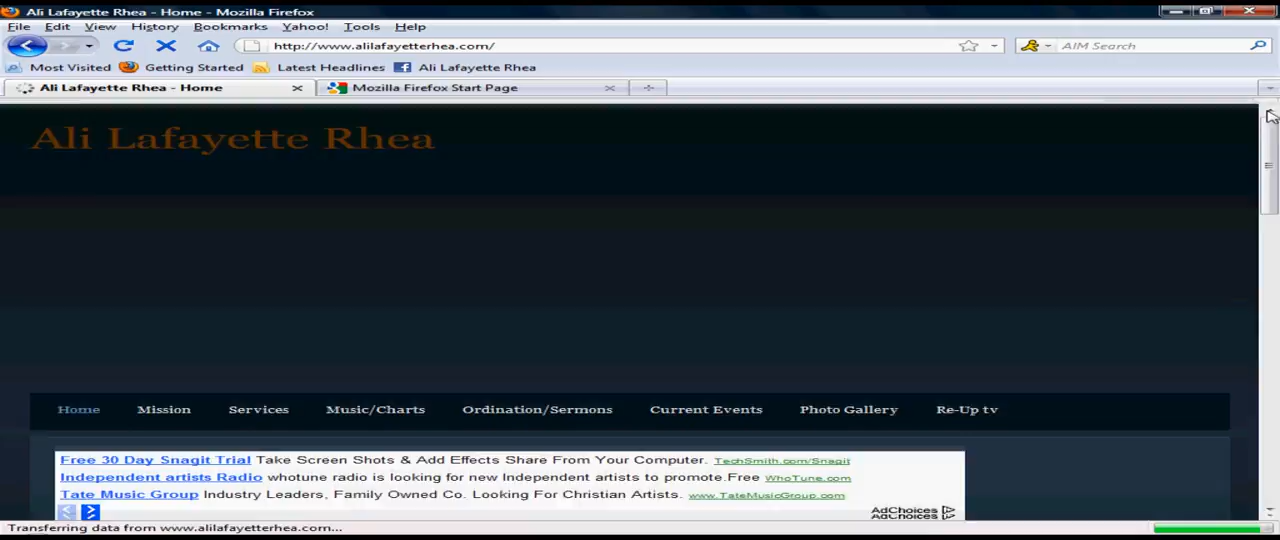 Ali Lafayette Rhea - Home - Mozilla Firefox
File Edit View History Bookmarks Yahoo! Tools Help
http://www.alilafayetterhea.com/ AIM Search
Most Visited Getting Started Latest Headlines Ali Lafayette Rhea
Ali Lafayette Rhea - Home Mozilla Firefox Start Page
Ali Lafayette Rhea
Home Mission Services Music/Charts Ordination/Sermons Current Events Photo Gallery Re-Up tv
Free 30 Day Snagit Trial Take Screen Shots & Add Effects Share From Your Computer. TechSmith.com/Snagit
Independent artists Radio whotune radio is looking for new Independent artists to promote.Free WhoTune.com
Tate Music Group Industry Leaders, Family Owned Co. Looking For Christian Artists. www.TateMusicGroup.com
AdChoices
AdChoices
Transferring data from www.alilafayetterhea.com...